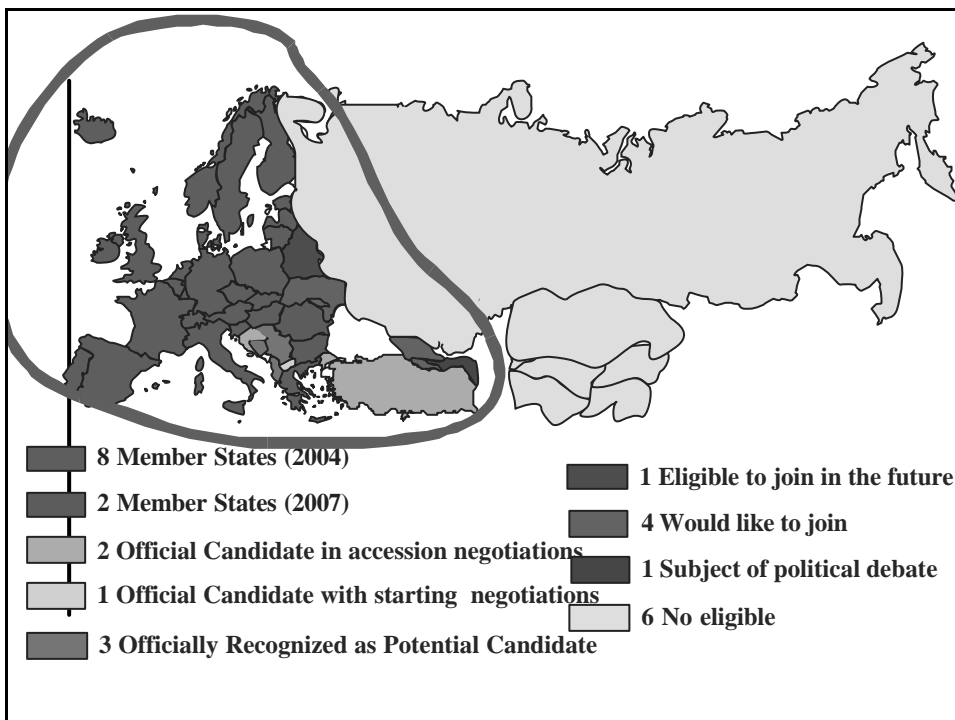 8 Member States (2004)
2 Member States (2007)
2 Official Candidate in accession negotiations
1 Official Candidate with starting negotiations
3 Officially Recognized as Potential Candidate
1 Eligible to join in the future
4 Would like to join
1 Subject of political debate
6 No eligible